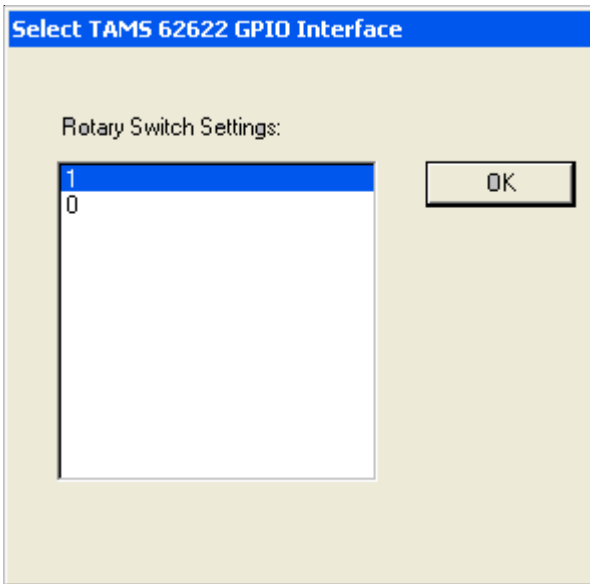 Select TAMS 62622 GPIO Interface
Rotary Switch Settings:
1
OK
0